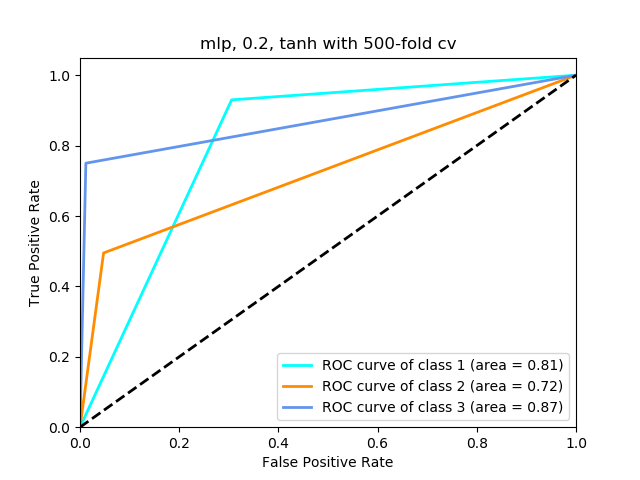 mlp, 0.2, tanh with 500-fold cv
1.0
0.8
0.6
0.4
0.2
0.0
True Positive Rate
ROC curve of class 1 (area = 0.81)
ROC curve of class 2 (area = 0.72)
ROC curve of class 3 (area = 0.87)
0.0 0.2 0.4 0.6 0.8 1.0
False Positive Rate